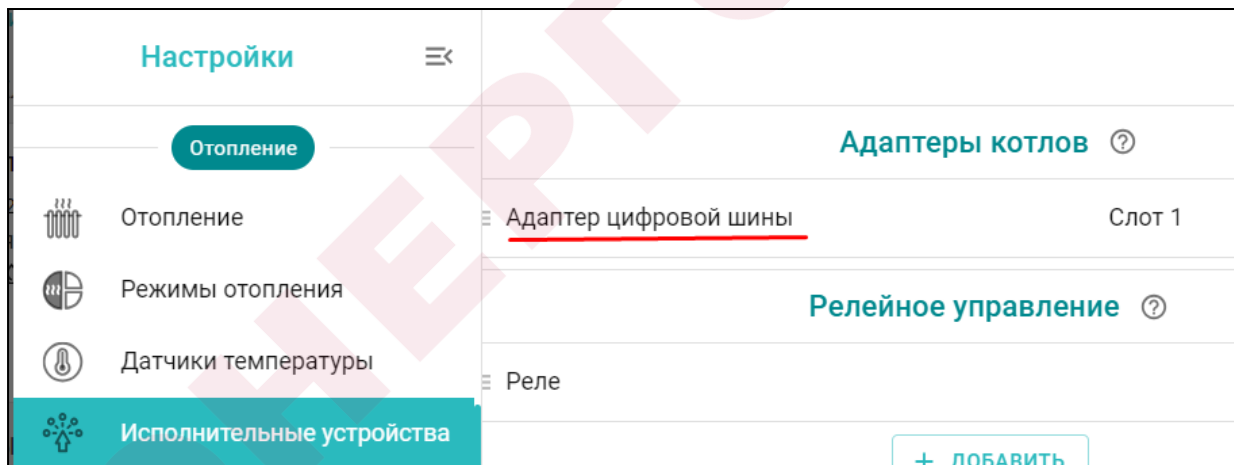 Настройки
Отопление
Отопление
Режимы отопления
Датчики температуры
Исполнительные устройства
Адаптеры котлов ?
Адаптер цифровой шины Слот 1
Релейное управление ?
Реле
+ ДОБАВИТЬ